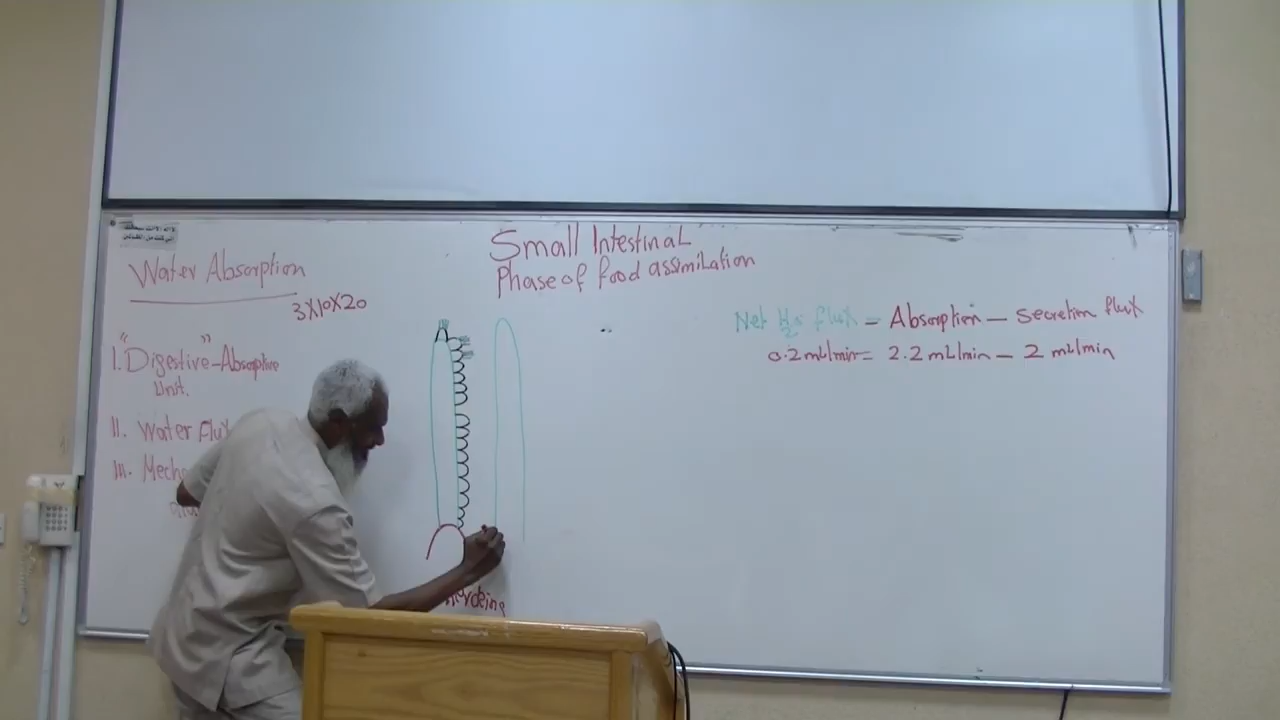 Small Intestinal
Phase of food assimilation
Water Absorption
3X10X20
I. "Digestive"-Absorptive
Unit.
II. Water Flux
III. Mech
Net H2O flux = Absorption – secretion flux
0.2 mL/min = 2.2 mL/min – 2 mL/min